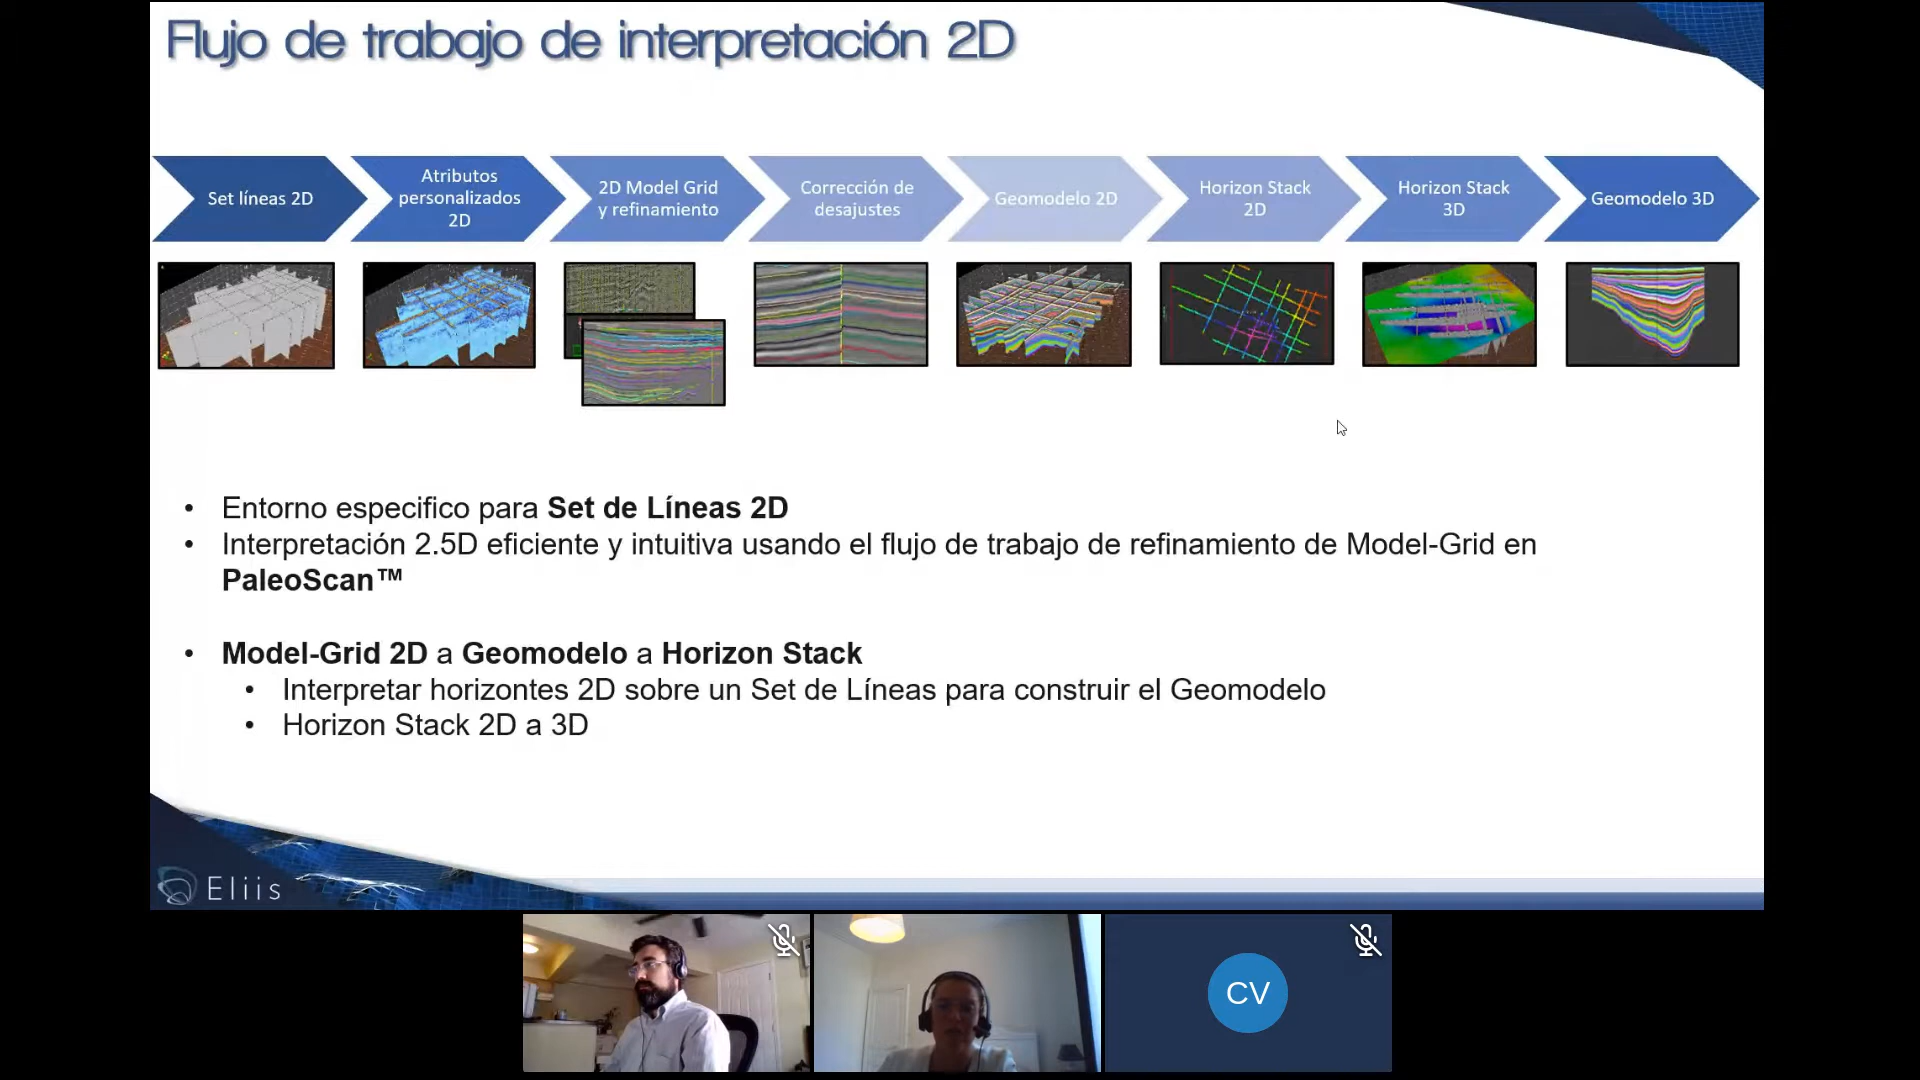 Flujo de trabajo de interpretación 2D
Set líneas 2D
Atributos
personalizados
2D
2D Model Grid
y refinamiento
Corrección de
desajustes
Geomodelo 2D
Horizon Stack
2D
Horizon Stack
3D
Geomodelo 3D
• Entorno especifico para Set de Líneas 2D
• Interpretación 2.5D eficiente y intuitiva usando el flujo de trabajo de refinamiento de Model-Grid en
PaleoScan™
• Model-Grid 2D a Geomodelo a Horizon Stack
• Interpretar horizontes 2D sobre un Set de Líneas para construir el Geomodelo
• Horizon Stack 2D a 3D
Eliis
CV